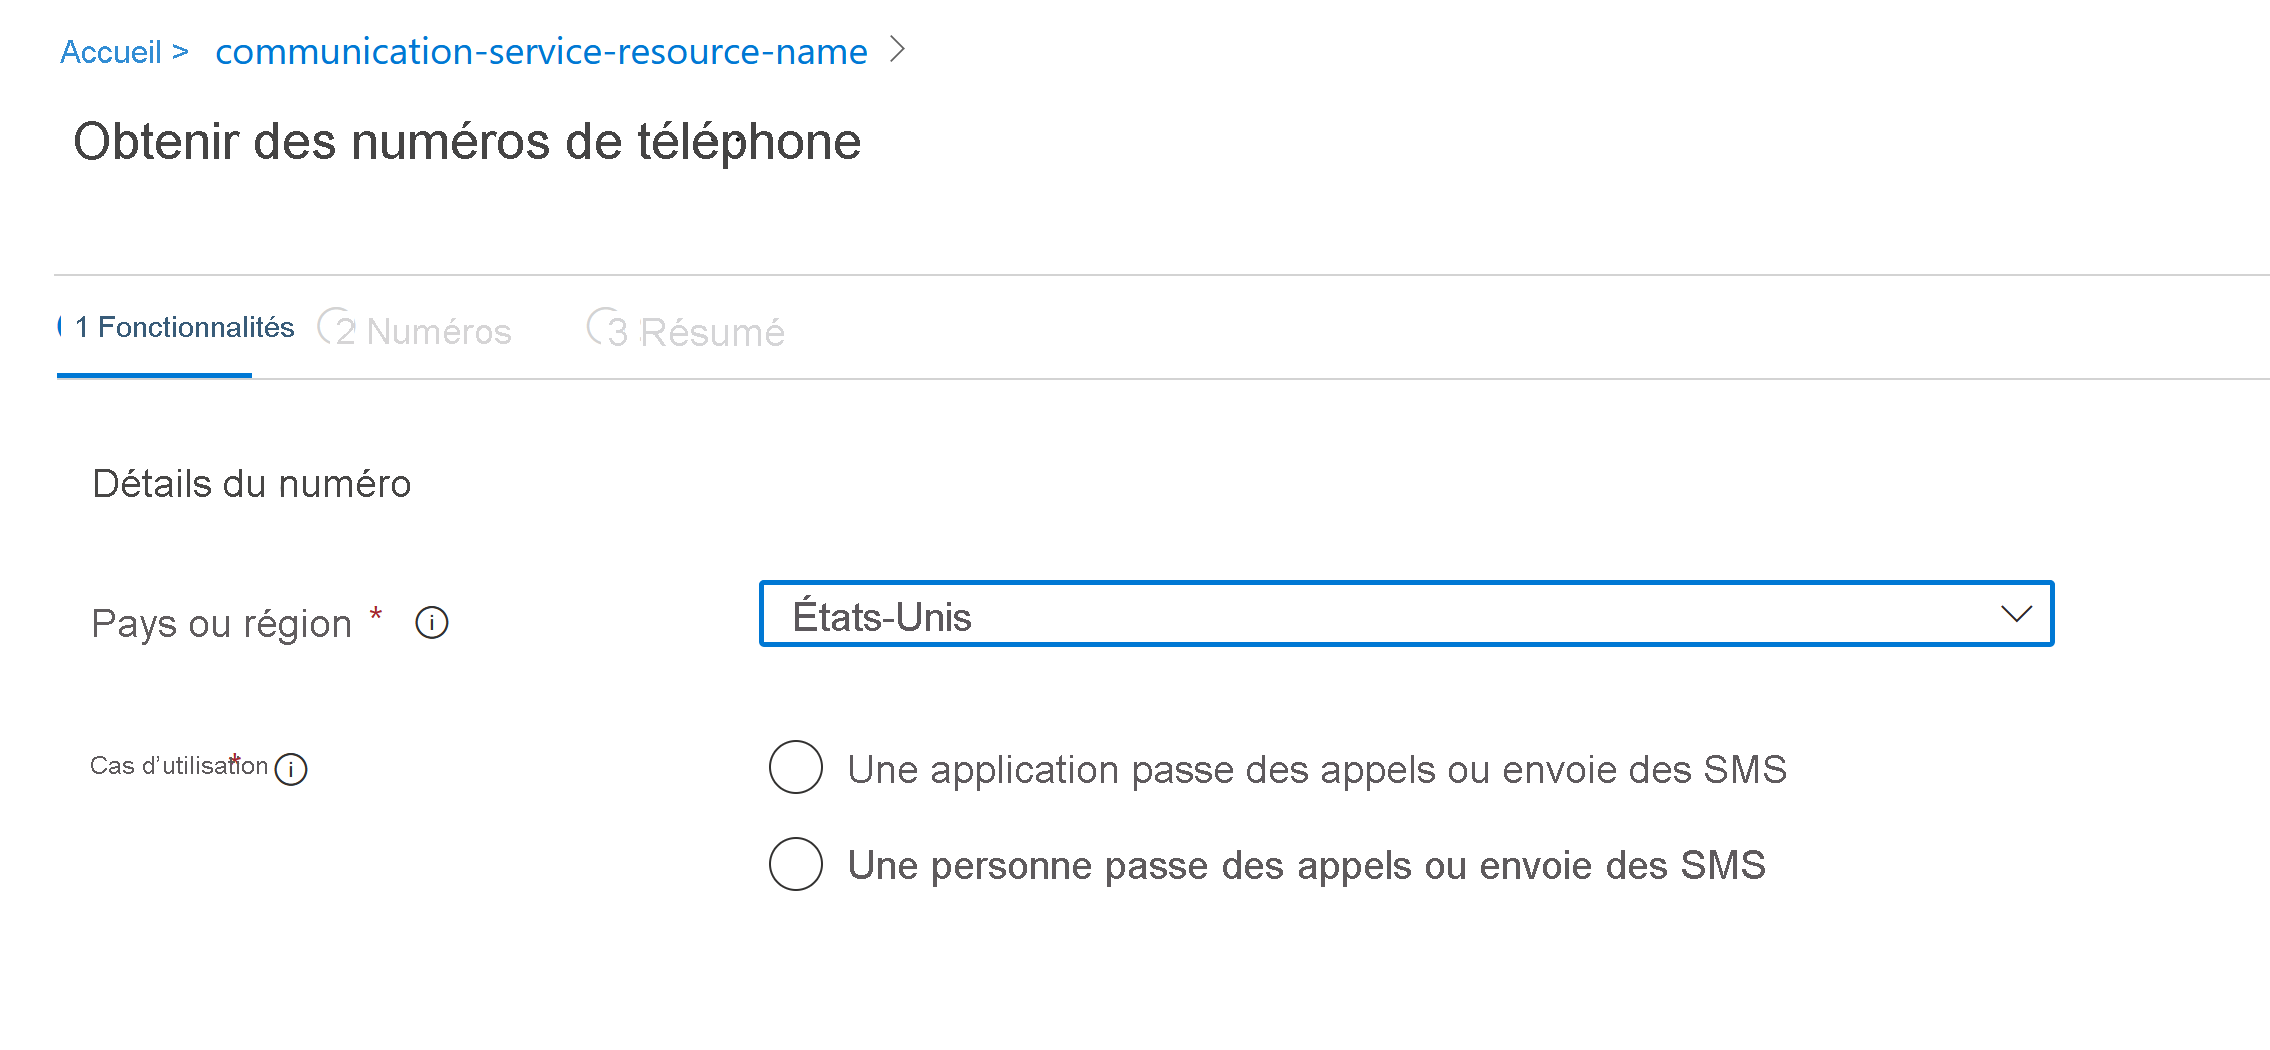 Accueil > communication-service-resource-name >
Obtenir des numéros de téléphone
1 Fonctionnalités 2 Numéros 3 Résumé
Détails du numéro
Pays ou région * États-Unis
Cas d’utilisation * Une application passe des appels ou envoie des SMS
Une personne passe des appels ou envoie des SMS